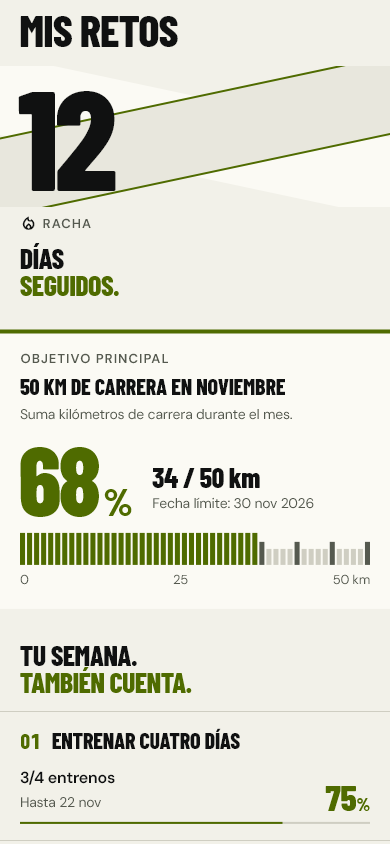 MIS RETOS
12
RACHA
DÍAS
SEGUIDOS.
OBJETIVO PRINCIPAL
50 KM DE CARRERA EN NOVIEMBRE
Suma kilómetros de carrera durante el mes.
68%
34 / 50 km
Fecha límite: 30 nov 2026
0 25 50 km
TU SEMANA.
TAMBIÉN CUENTA.
01 ENTRENAR CUATRO DÍAS
3/4 entrenos
Hasta 22 nov
75%